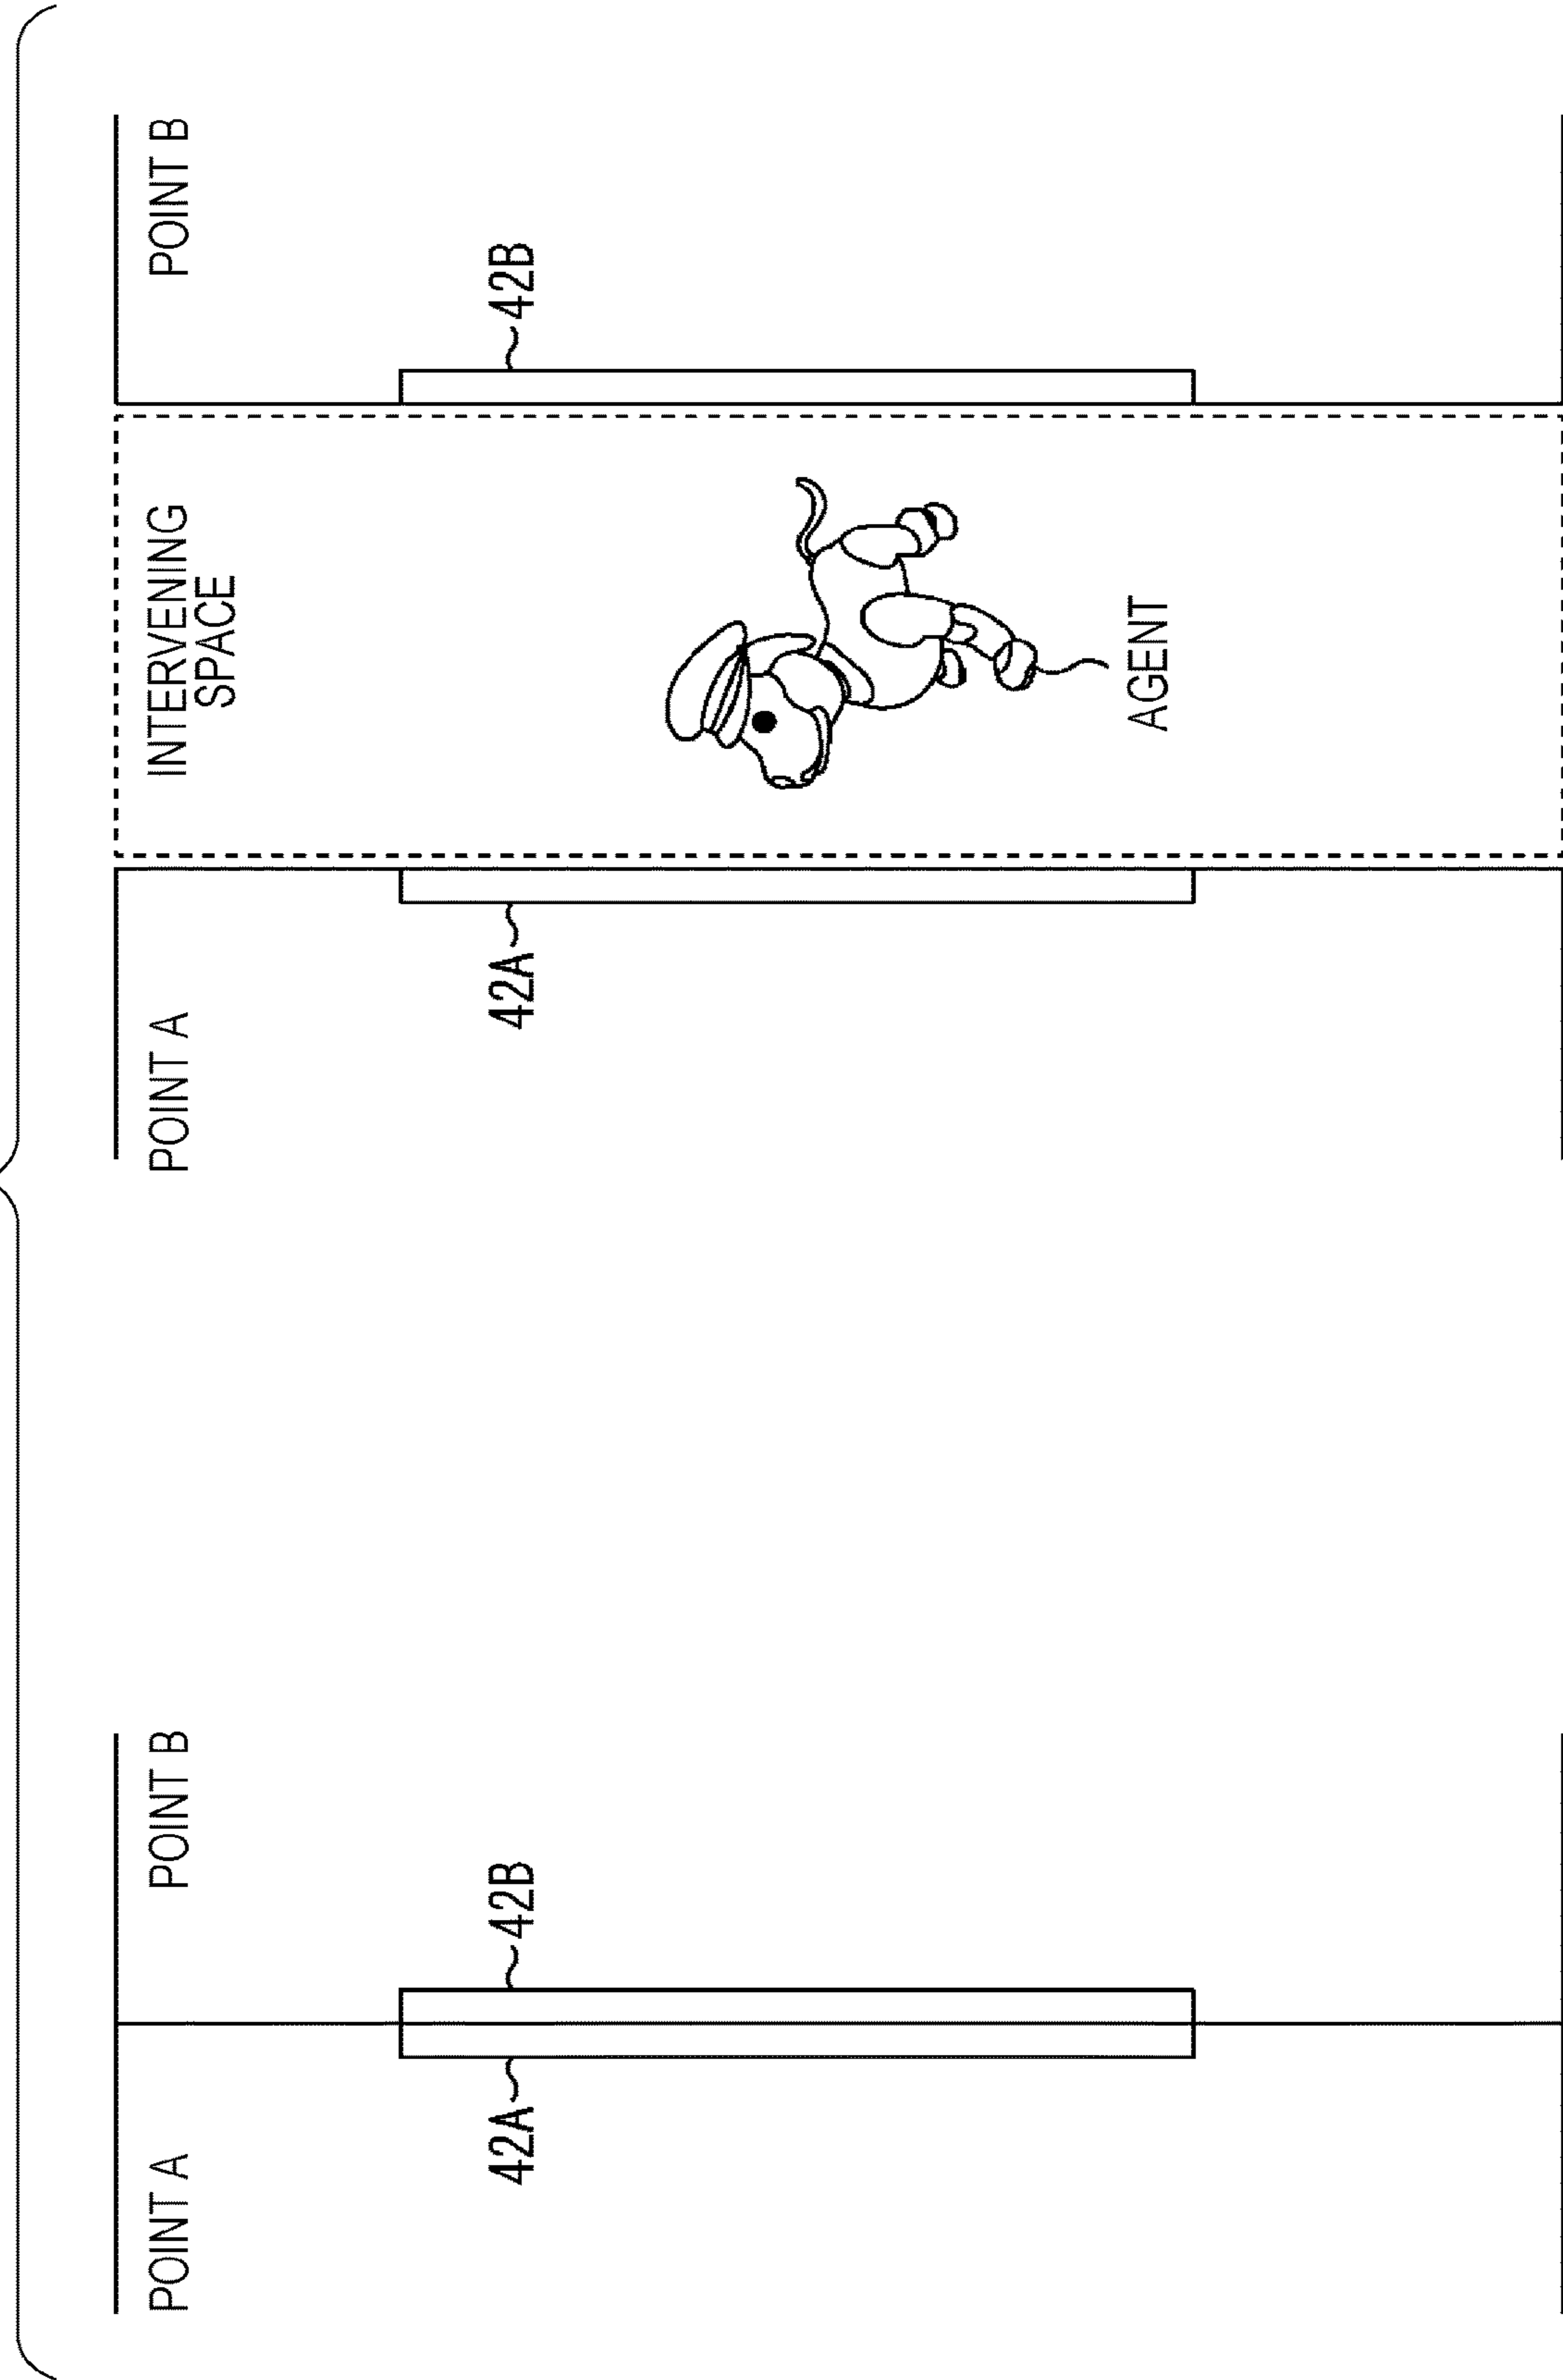 POINT A
POINT B
POINT A
INTERVENING
SPACE
POINT B
42A
42B
42A
42B
AGENT